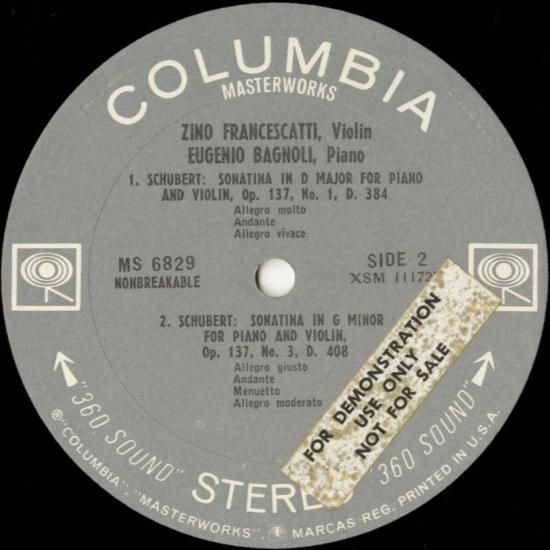 COLUMBIA
MASTERWORKS
ZINO FRANCESCATTI, Violin
EUGENIO BAGNOLI, Piano
1. SCHUBERT: SONATINA IN D MAJOR FOR PIANO
AND VIOLIN, Op. 137, No. 1, D. 384
Allegro molto
Andante
Allegro vivace
MS 6829
NONBREAKABLE
SIDE 2
XSM 11172
2. SCHUBERT: SONATINA IN G MINOR
FOR PIANO AND VIOLIN,
Op. 137, No. 3, D. 408
Allegro giusto
Andante
Menuetto
Allegro moderato
FOR DEMONSTRATION
USE ONLY
NOT FOR SALE
"360 SOUND" STERE "360 SOUND"
® "COLUMBIA", "MASTERWORKS", MARCAS REG. PRINTED IN U.S.A.